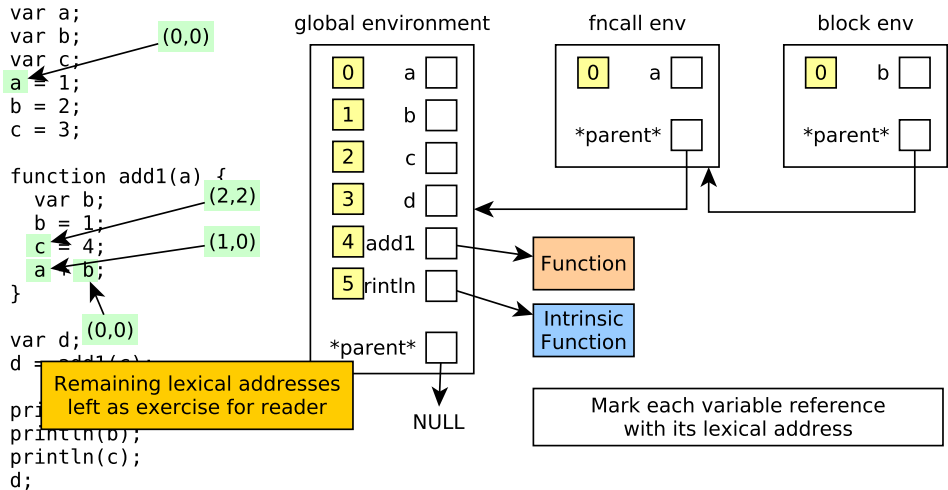 var a;
var b;
var c;
a = 1;
b = 2;
c = 3;
function add1(a) {
var b;
b = 1;
c = 4;
a + b;
}
var d;
d =
println(b);
println(c);
d;
(0,0)
(2,2)
(1,0)
(0,0)
Remaining lexical addresses
left as exercise for reader
global environment
0 a
1 b
2 c
3 d
4 add1
5 rintln
*parent*
NULL
fncall env
0 a
*parent*
block env
0 b
*parent*
Function
Intrinsic
Function
Mark each variable reference
with its lexical address